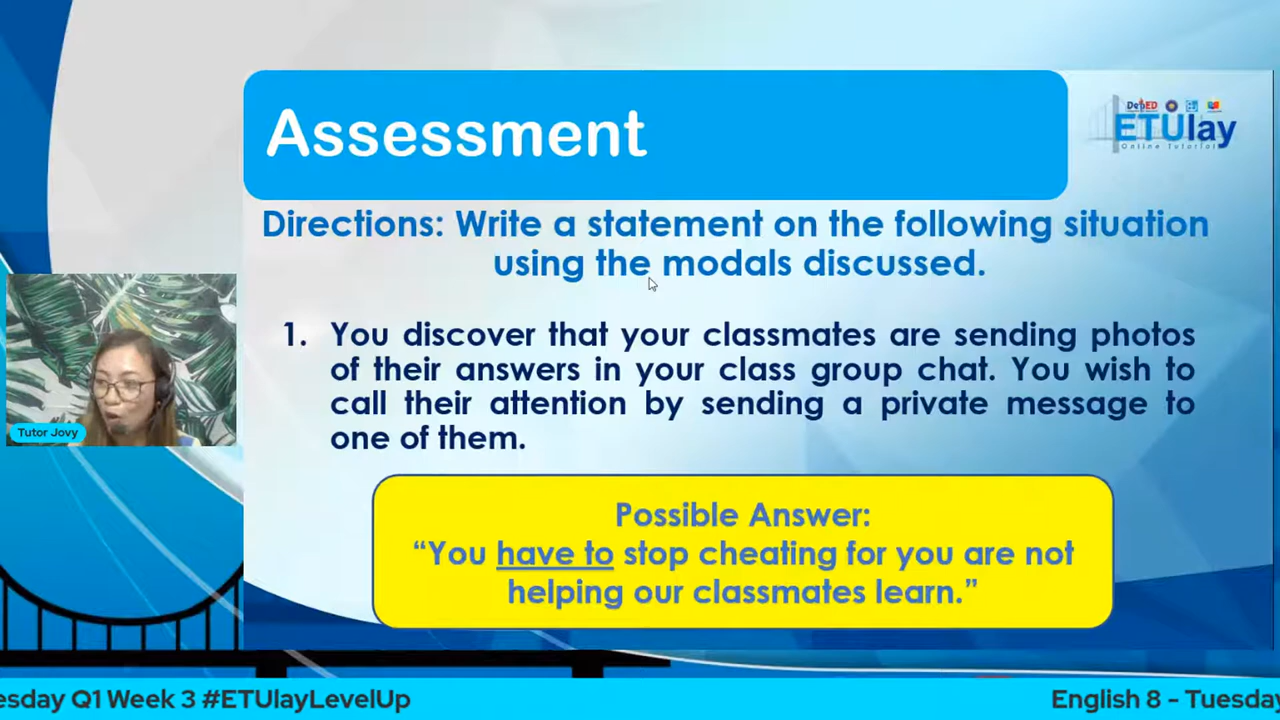 Assessment
DepED
ETUlay
Online Tutorial
Directions: Write a statement on the following situation
using the modals discussed.
1. You discover that your classmates are sending photos
of their answers in your class group chat. You wish to
call their attention by sending a private message to
one of them.
Tutor Jovy
Possible Answer:
“You have to stop cheating for you are not
helping our classmates learn.”
esday Q1 Week 3 #ETUlayLevelUp
English 8 - Tuesday